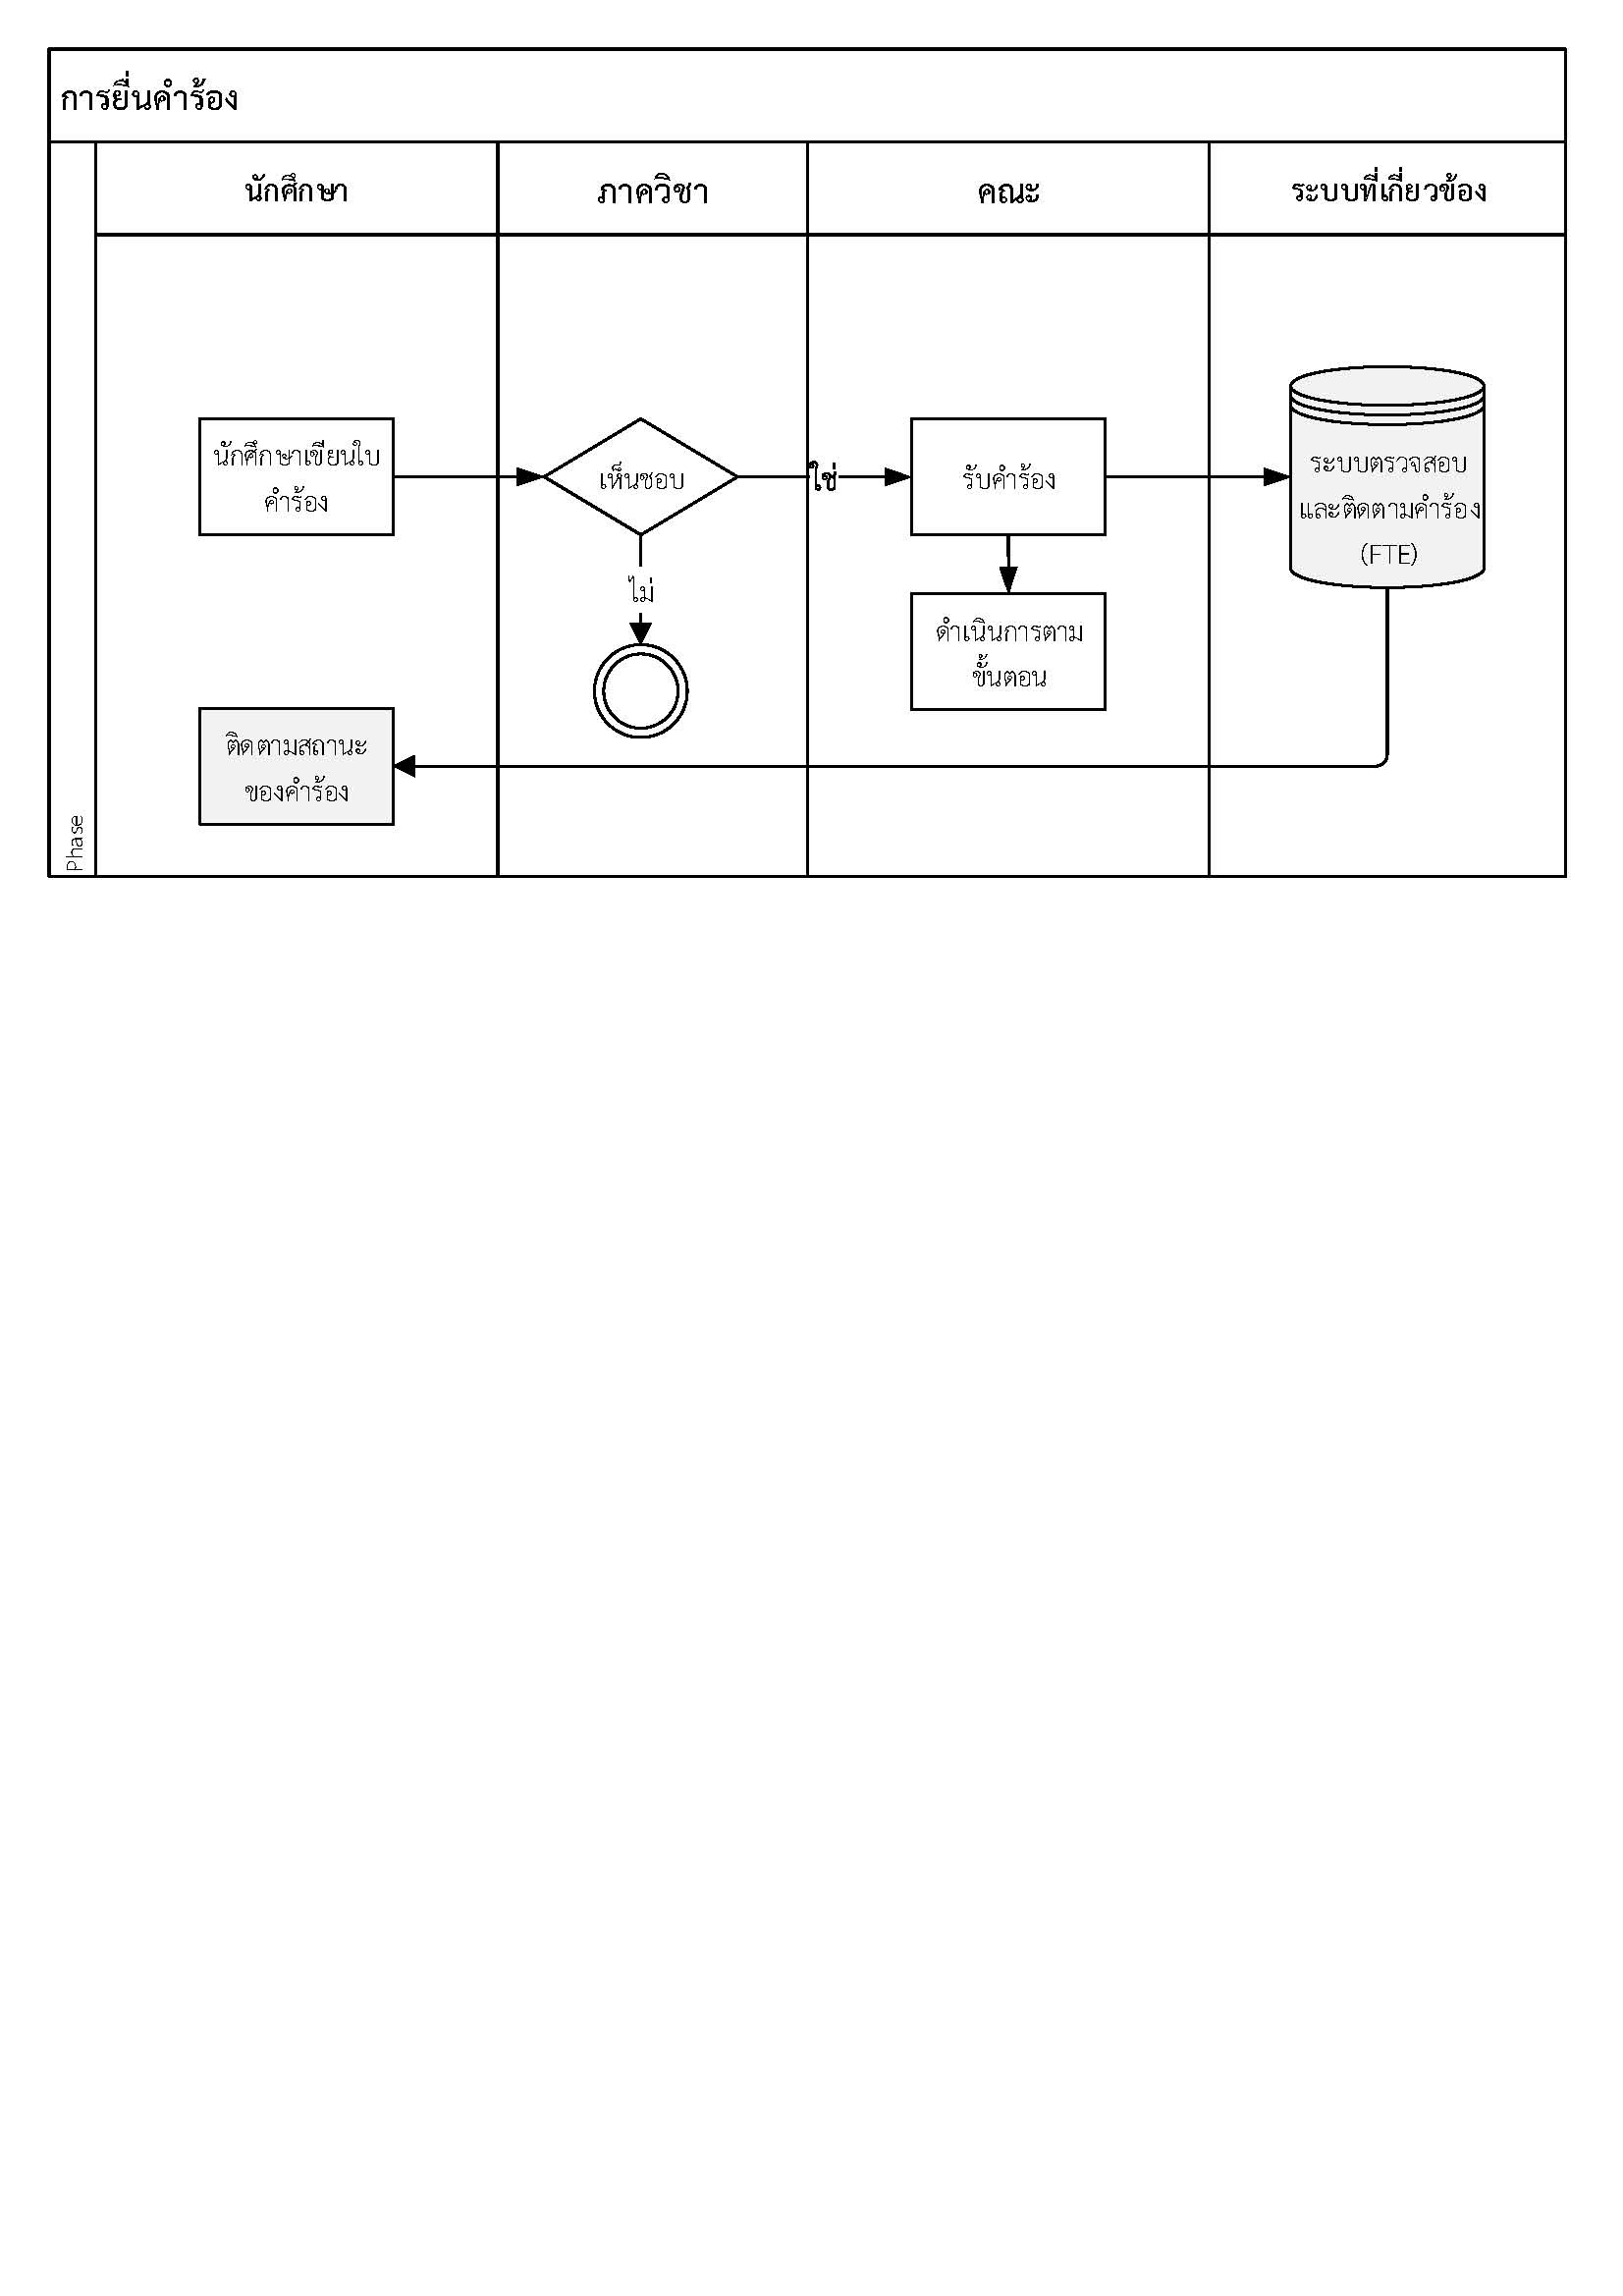 การยื่นคำร้อง
นักศึกษา
ภาควิชา
คณะ
ระบบที่เกี่ยวข้อง
นักศึกษาเขียนใบ
คำร้อง
เห็นชอบ
ใช่
รับคำร้อง
ระบบตรวจสอบ
และติดตามคำร้อง
(FTE)
ไม่
ดำเนินการตาม
ขั้นตอน
ติดตามสถานะ
ของคำร้อง
Phase